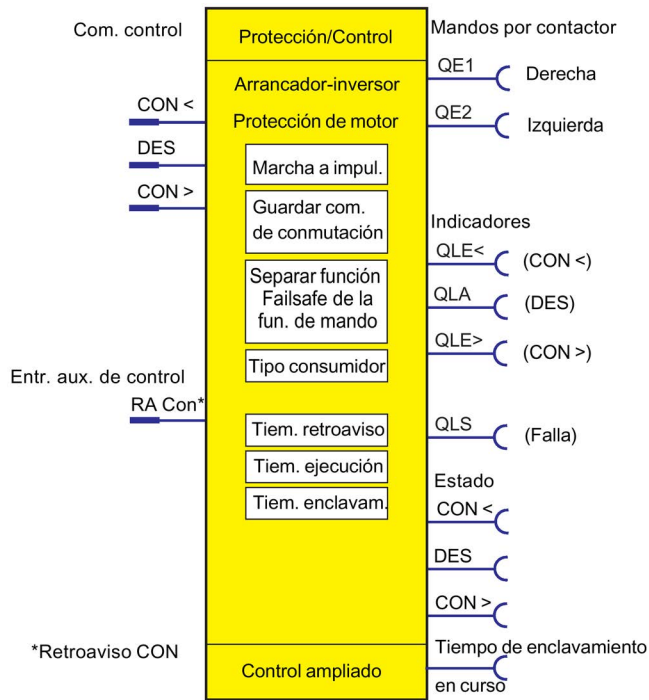 Com. control
Protección/Control
Mandos por contactor
Arrancador-inversor
QE1
Derecha
CON <
Protección de motor
QE2
Izquierda
DES
Marcha a impul.
CON >
Guardar com.
de conmutación
Indicadores
QLE<
(CON <)
Separar función
Failsafe de la
fun. de mando
QLA
(DES)
QLE>
(CON >)
Tipo consumidor
Entr. aux. de control
RA Con*
Tiem. retroaviso
QLS
(Falla)
Tiem. ejecución
Estado
Tiem. enclavam.
CON <
DES
CON >
*Retroaviso CON
Tiempo de enclavamiento
Control ampliado
en curso